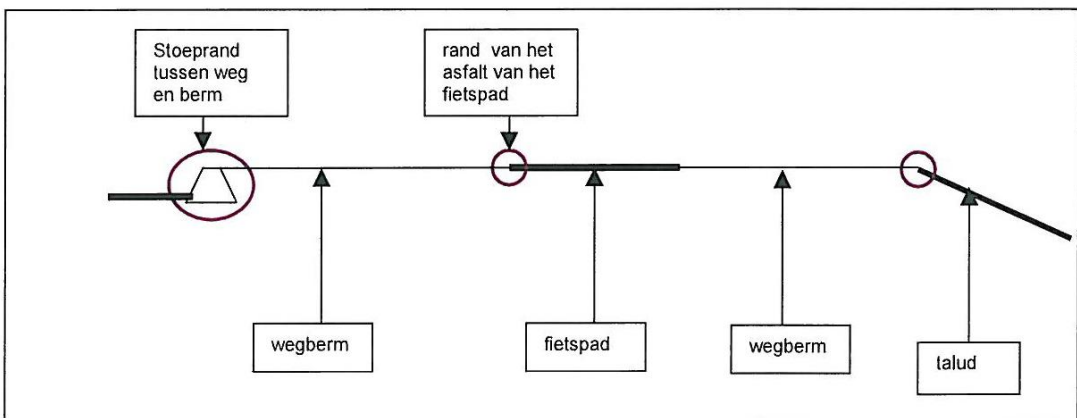 Stoeprand
tussen weg
en berm
rand van het
asfalt van het
fietspad
wegberm
fietspad
wegberm
talud